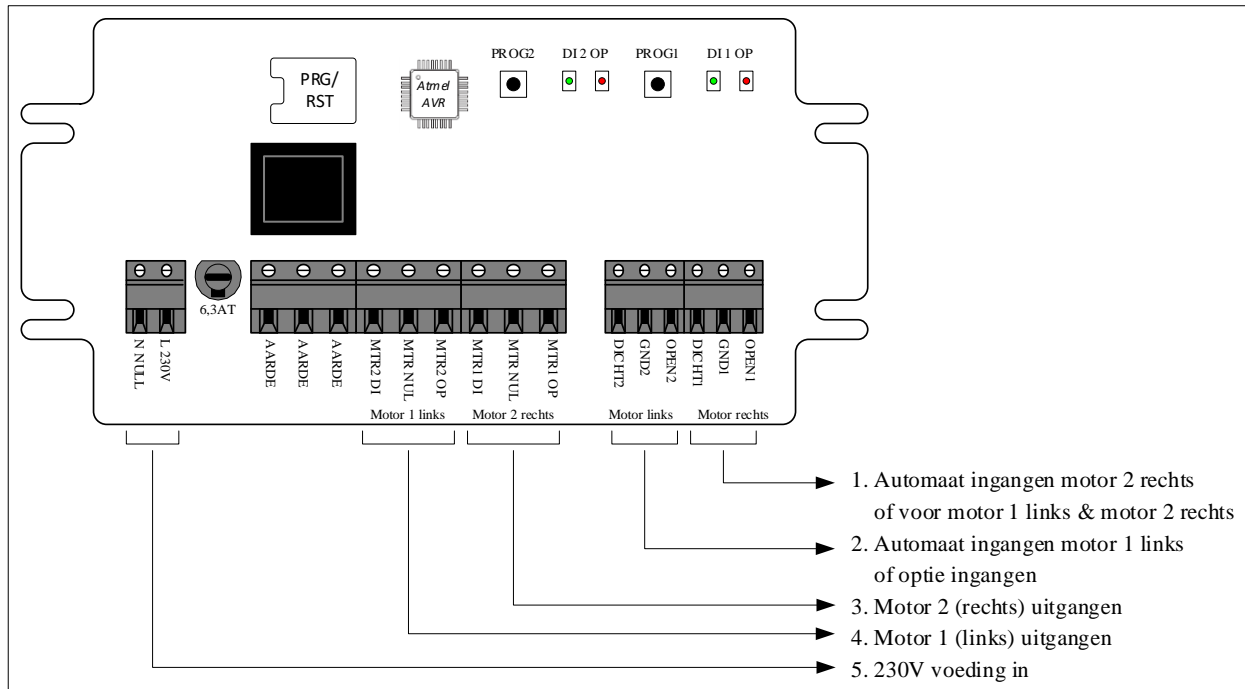 PROG2
DI 2 OP
PROG1
DI 1 OP
PRG/
RST
Atmel
AVR
6,3AT
N NULL
L 230V
AARDE
AARDE
AARDE
MTR2 DI
MTR NUL
MTR2 OP
MTR1 DI
MTR NUL
MTR1 OP
DICHT2
GND2
OPEN2
DICHT1
GND1
OPEN1
Motor 1 links
Motor 2 rechts
Motor links
Motor rechts
1. Automaat ingangen motor 2 rechts
of voor motor 1 links & motor 2 rechts
2. Automaat ingangen motor 1 links
of optie ingangen
3. Motor 2 (rechts) uitgangen
4. Motor 1 (links) uitgangen
5. 230V voeding in